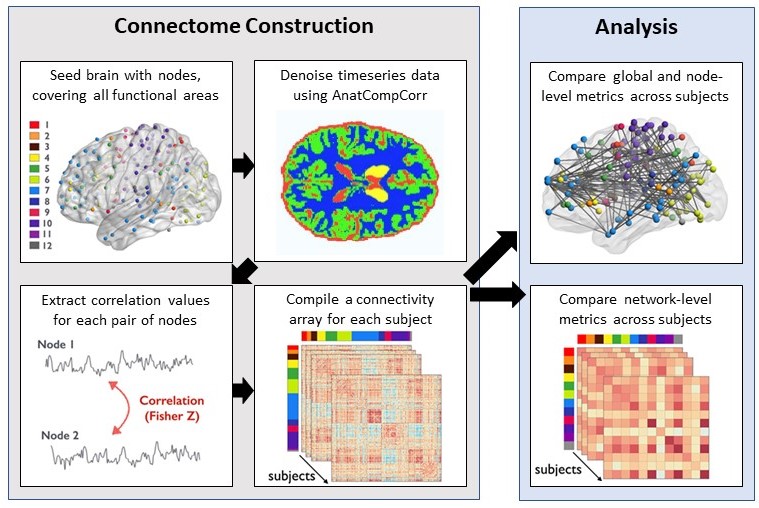 Connectome Construction
Analysis
Seed brain with nodes,
covering all functional areas
1
2
3
4
5
6
7
8
9
10
11
12
Denoise timeseries data
using AnatCompCorr
Extract correlation values
for each pair of nodes
Node 1
Correlation
(Fisher Z)
Node 2
Compile a connectivity
array for each subject
subjects
Compare global and node-
level metrics across subjects
Compare network-level
metrics across subjects
subjects